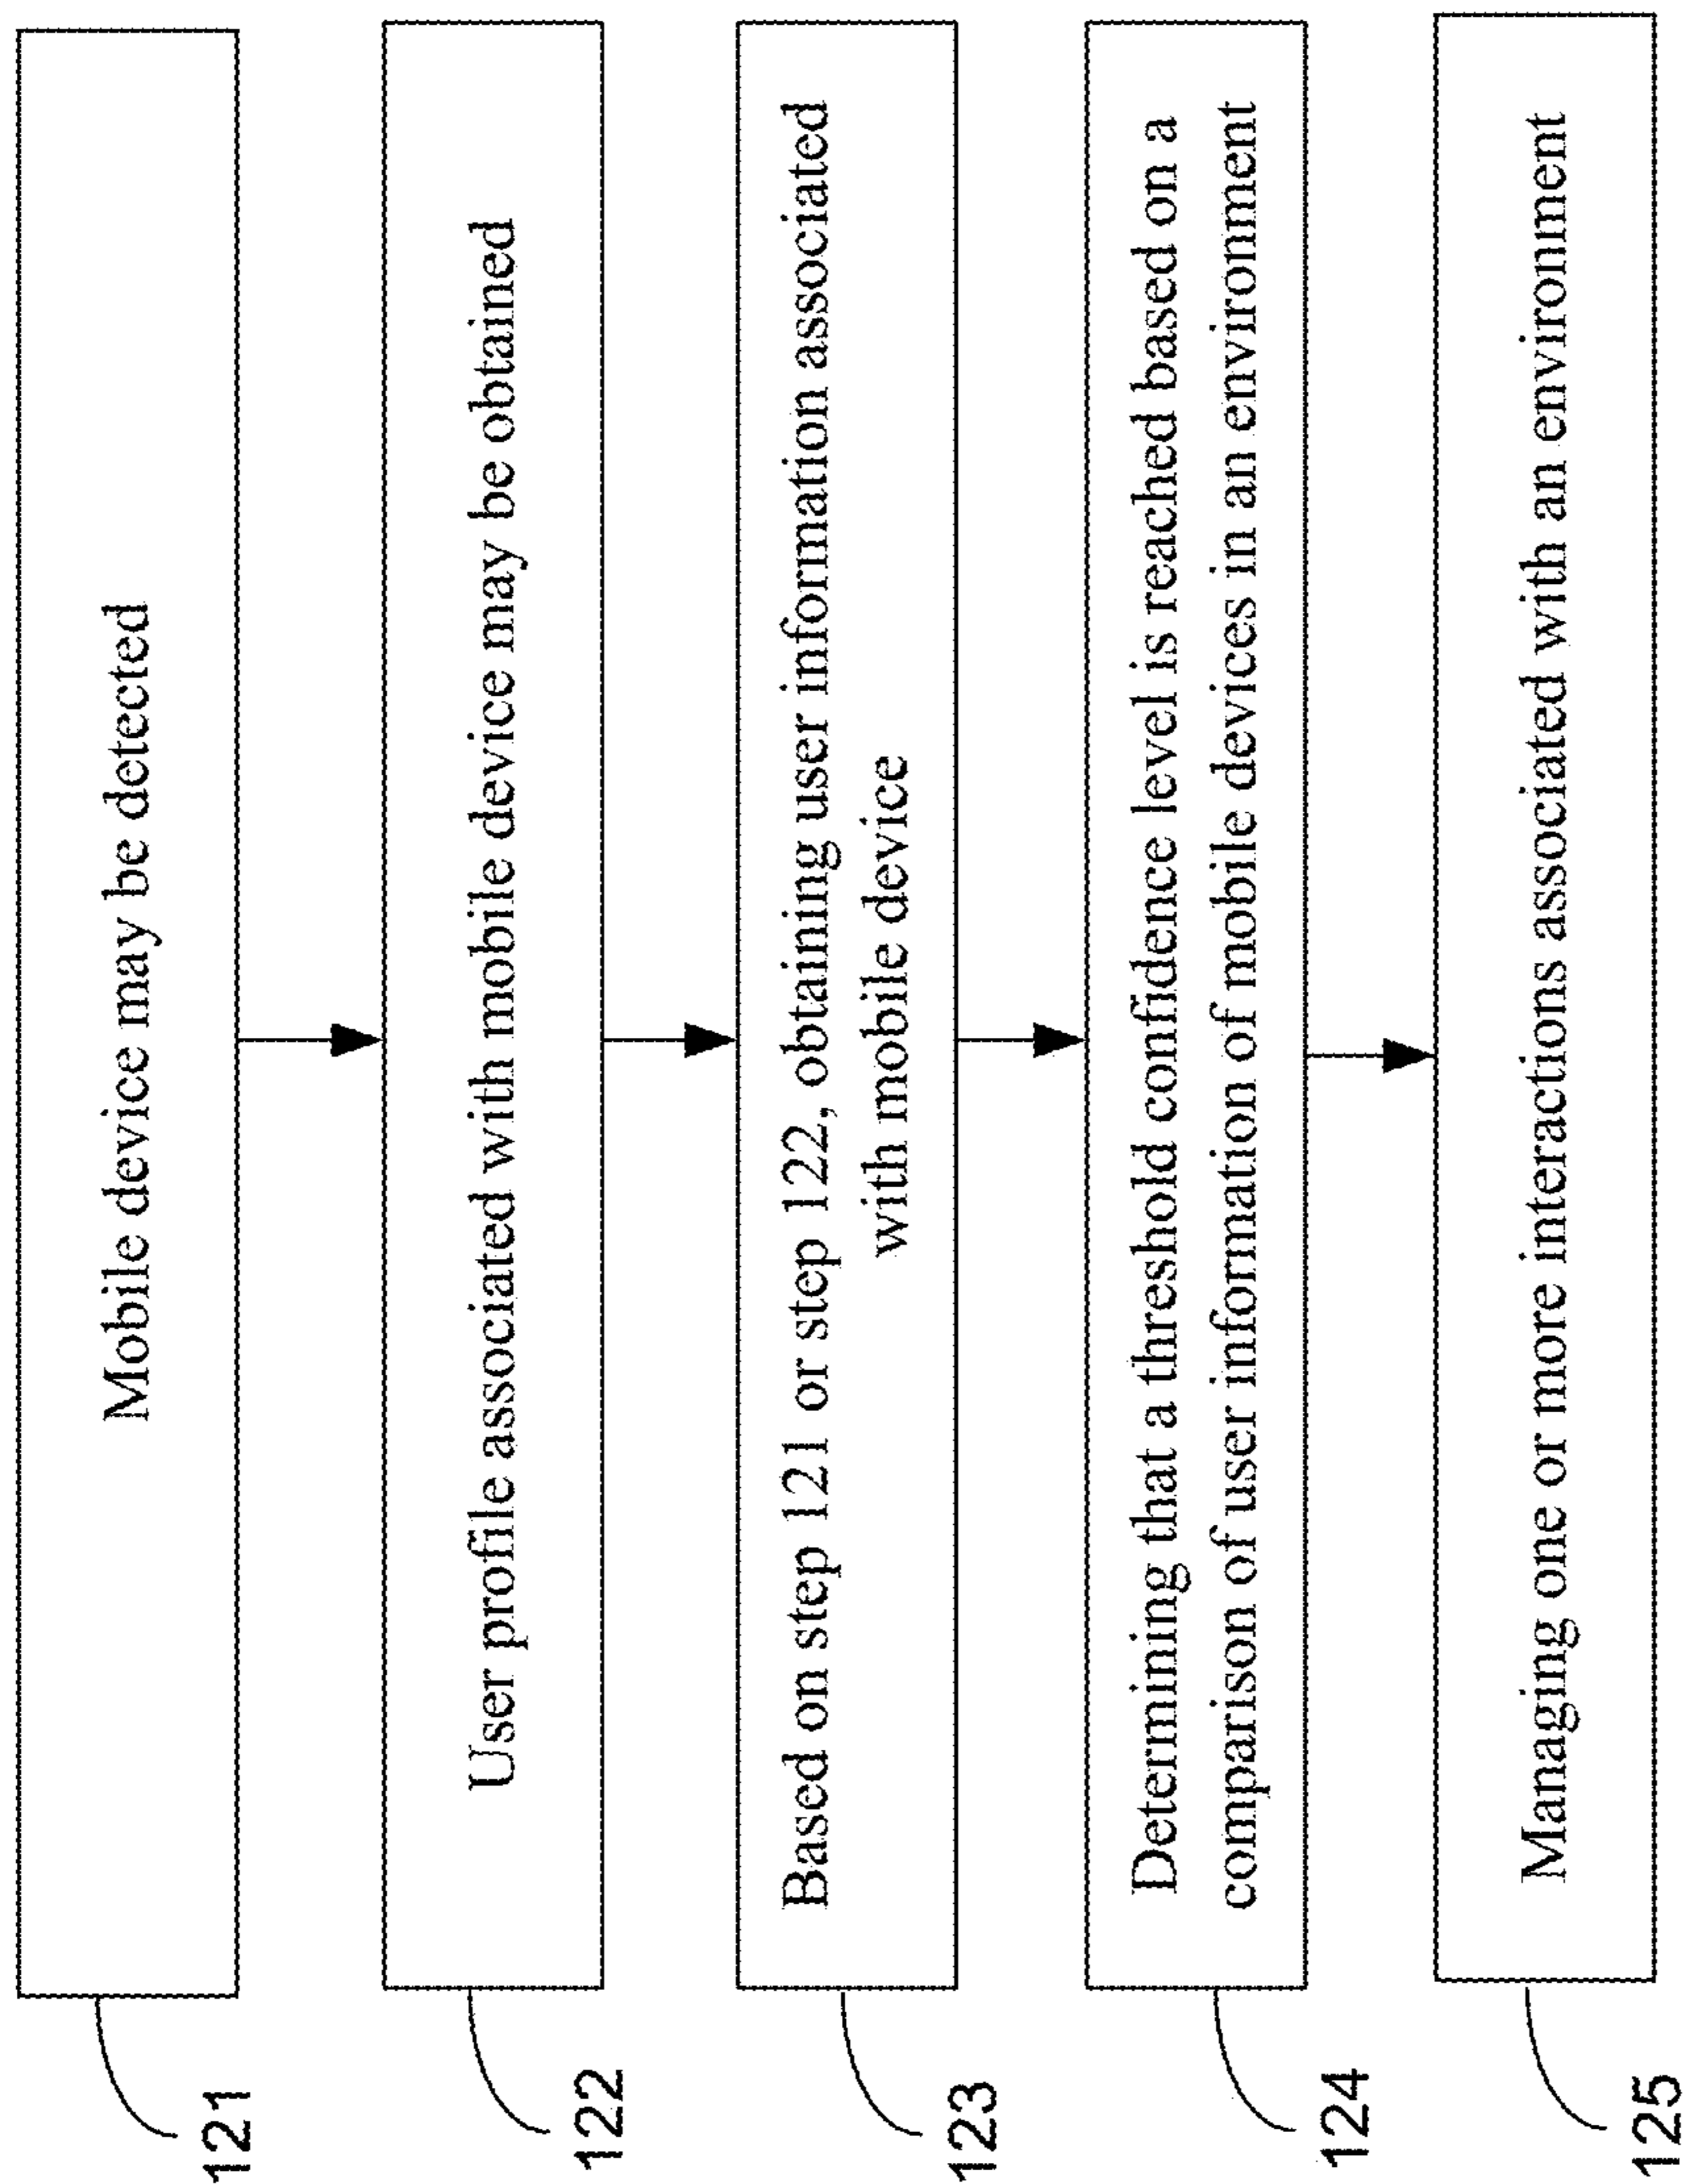 121
Mobile device may be detected
122
User profile associated with mobile device may be obtained
123
Based on step 121 or step 122, obtaining user information associated
with mobile device
124
Determining that a threshold confidence level is reached based on a
comparison of user information of mobile devices in an environment
125
Managing one or more interactions associated with an environment